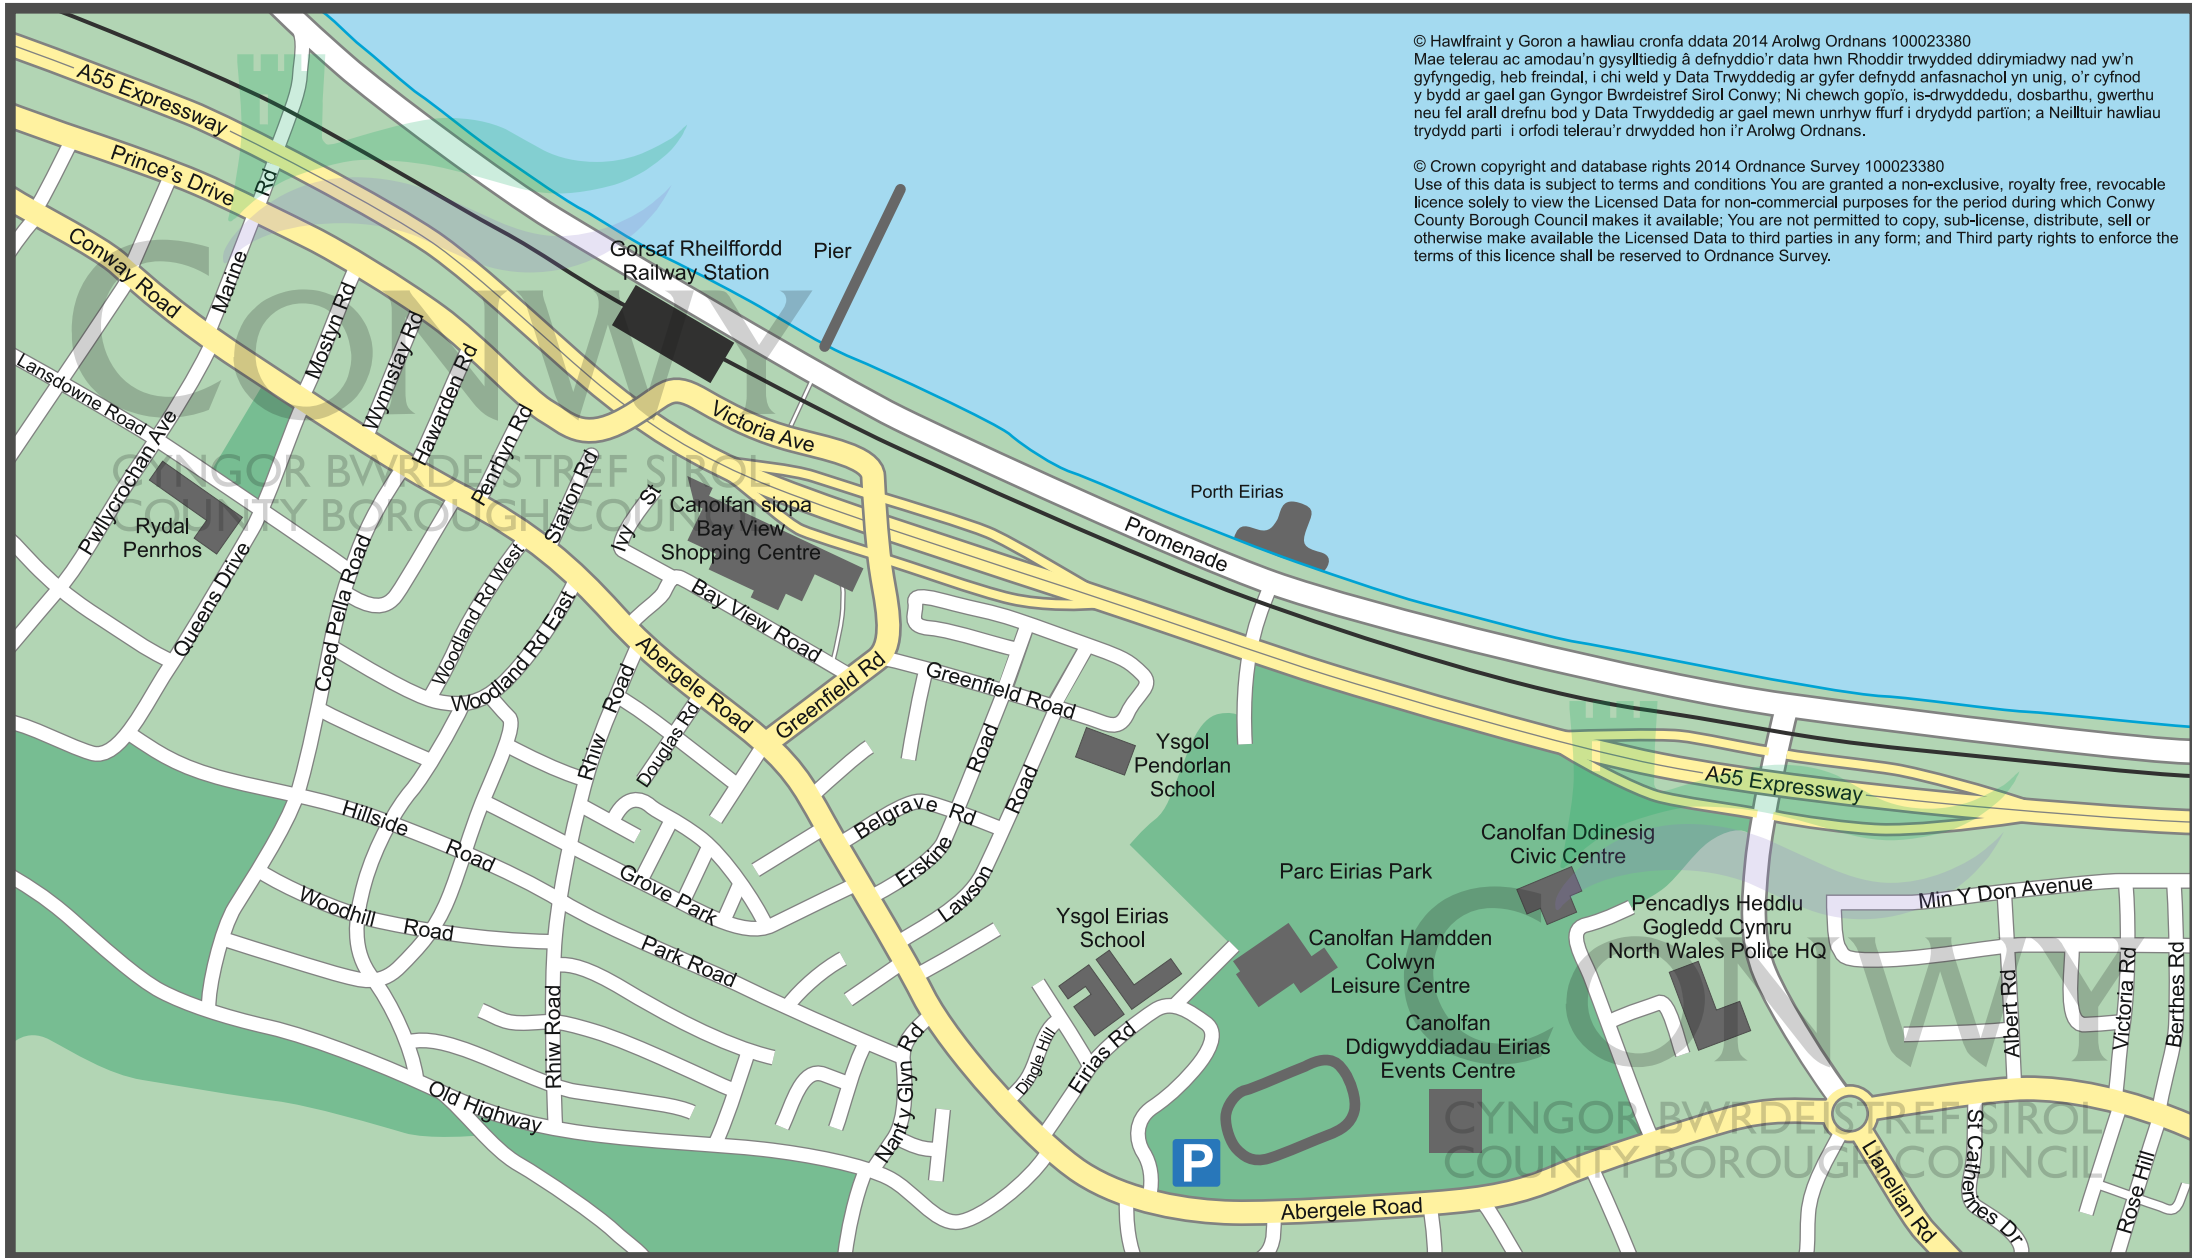 © Hawlfraint y Goron a hawliau cronfa ddata 2014 Arolwg Ordnans 100023380
Mae telerau ac amodau'n gysylltiedig â defnyddio'r data hwn Rhoddir trwydded ddirymiadwy nad yw'n
gyfyngedig, heb freindal, i chi weld y Data Trwyddedig ar gyfer defnydd anfasnachol yn unig, o'r cyfnod
y bydd ar gael gan Gyngor Bwrdeistref Sirol Conwy; Ni chewch gopïo, is-drwyddedu, dosbarthu, gwerthu
neu fel arall drefnu bod y Data Trwyddedig ar gael mewn unrhyw ffurf i drydydd partïon; a Neilltuir hawliau
trydydd parti i orfodi telerau'r drwydded hon i'r Arolwg Ordnans.
© Crown copyright and database rights 2014 Ordnance Survey 100023380
Use of this data is subject to terms and conditions You are granted a non-exclusive, royalty free, revocable
licence solely to view the Licensed Data for non-commercial purposes for the period during which Conwy
County Borough Council makes it available; You are not permitted to copy, sub-license, distribute, sell or
otherwise make available the Licensed Data to third parties in any form; and Third party rights to enforce the
terms of this licence shall be reserved to Ordnance Survey.
A55 Expressway
Prince's Drive
Conway Road
Marine Rd
Mostyn Rd
Wynnstay Rd
Hawarden Rd
Penrhyn Rd
Station Rd
Ivy St
Lansdowne Road
Pwllycrochan Ave
Rydal
Penrhos
Queens Drive
Coed Pella Road
Woodland Rd West
Woodland Rd East
Gorsaf Rheilffordd
Railway Station
Pier
Victoria Ave
CONWY
CYNGOR BWRDEISTREF SIROL
COUNTY BOROUGH COUNCIL
Canolfan siopa
Bay View
Shopping Centre
Bay View Road
Abergele Road
Greenfield Rd
Greenfield Road
Rhiw Road
Douglas Rd
Promenade
Porth Eirias
Ysgol
Pendorlan
School
Belgrave Rd
Erskine Road
Lawson Road
Hillside Road
Woodhill Road
Grove Park
Park Road
Rhiw Road
Old Highway
Nant y Glyn Rd
Ysgol Eirias
School
Dingle Hill
Eirias Rd
Parc Eirias Park
Canolfan Ddinesig
Civic Centre
Canolfan Hamdden
Colwyn
Leisure Centre
Canolfan
Ddigwyddiadau Eirias
Events Centre
P
Abergele Road
Pencadlys Heddlu
Gogledd Cymru
North Wales Police HQ
A55 Expressway
Min Y Don Avenue
Albert Rd
Victoria Rd
Berthes Rd
CONWY
CYNGOR BWRDEISTREF SIROL
COUNTY BOROUGH COUNCIL
Llanelian Rd
St Catherines Dr
Rose Hill